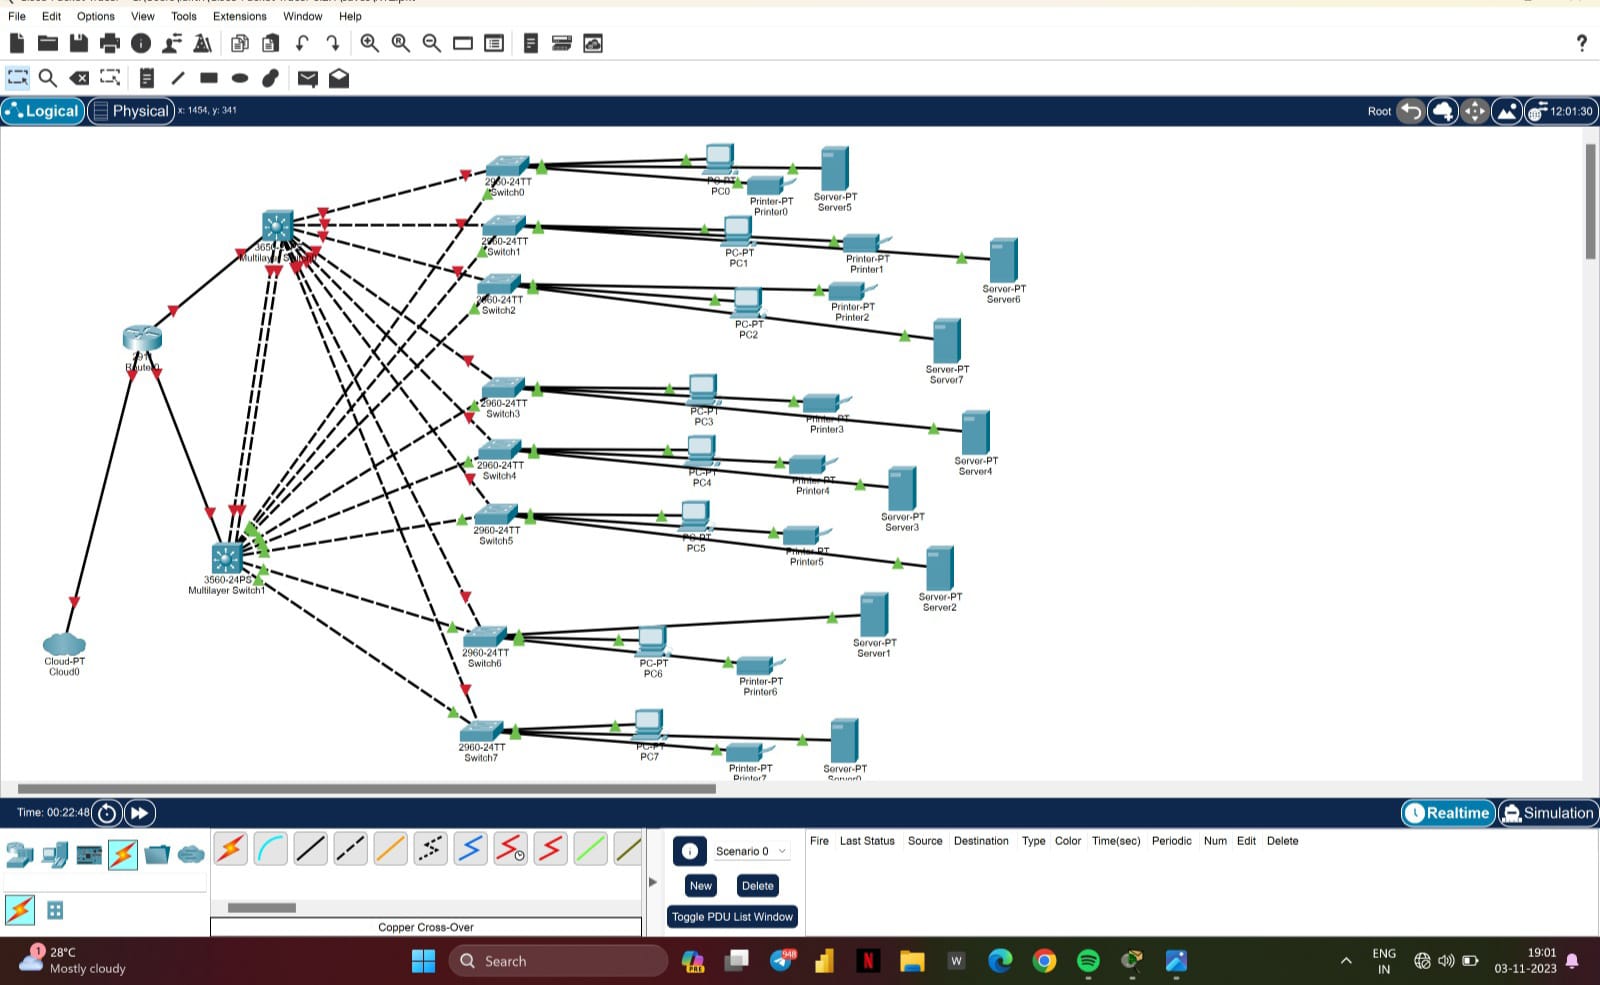 File Edit Options View Tools Extensions Window Help
?
Logical Physical x: 1454, y: 341 Root 12:01:30
2960-24TT
Switch0
PC-PT
PC0
Printer-PT
Printer0
Server-PT
Server5
2960-24TT
Switch1
PC-PT
PC1
Printer-PT
Printer1
Server-PT
Server6
Multilayer
2960-24TT
Switch2
PC-PT
PC2
Printer-PT
Printer2
Server-PT
Server7
2960-24TT
Switch3
PC-PT
PC3
Printer-PT
Printer3
Server-PT
Server4
2960-24TT
Switch4
PC-PT
PC4
Printer-PT
Printer4
Server-PT
Server3
2960-24TT
Switch5
PC-PT
PC5
Printer-PT
Printer5
Server-PT
Server2
3560-24PS
Multilayer Switch1
2960-24TT
Switch6
PC-PT
PC6
Printer-PT
Printer6
Server-PT
Server1
Cloud-PT
Cloud0
2960-24TT
Switch7
PC-PT
PC7
Printer-PT
Printer7
Server-PT
Server0
Time: 00:22:48 Realtime Simulation
Scenario 0
New Delete
Toggle PDU List Window
Fire Last Status Source Destination Type Color Time(sec) Periodic Num Edit Delete
Copper Cross-Over
1
28°C
Mostly cloudy
Search
PRE
948
N
W
ENG
IN
19:01
03-11-2023